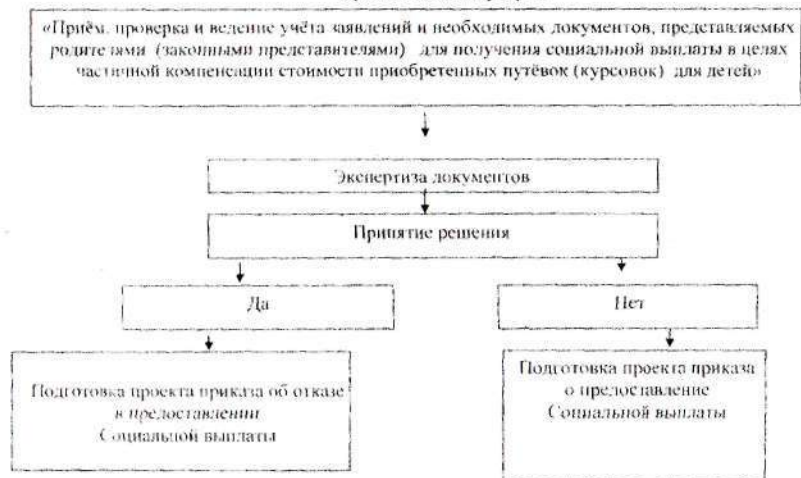 «Приём, проверка и ведение учёта заявлений и необходимых документов, представляемых
родителями (законными представителями) для получения социальной выплаты в целях
частичной компенсации стоимости приобретенных путёвок (курсовок) для детей»
Экспертиза документов
Принятие решения
Да
Нет
Подготовка проекта приказа об отказе
в предоставлении
Социальной выплаты
Подготовка проекта приказа
о предоставление
Социальной выплаты